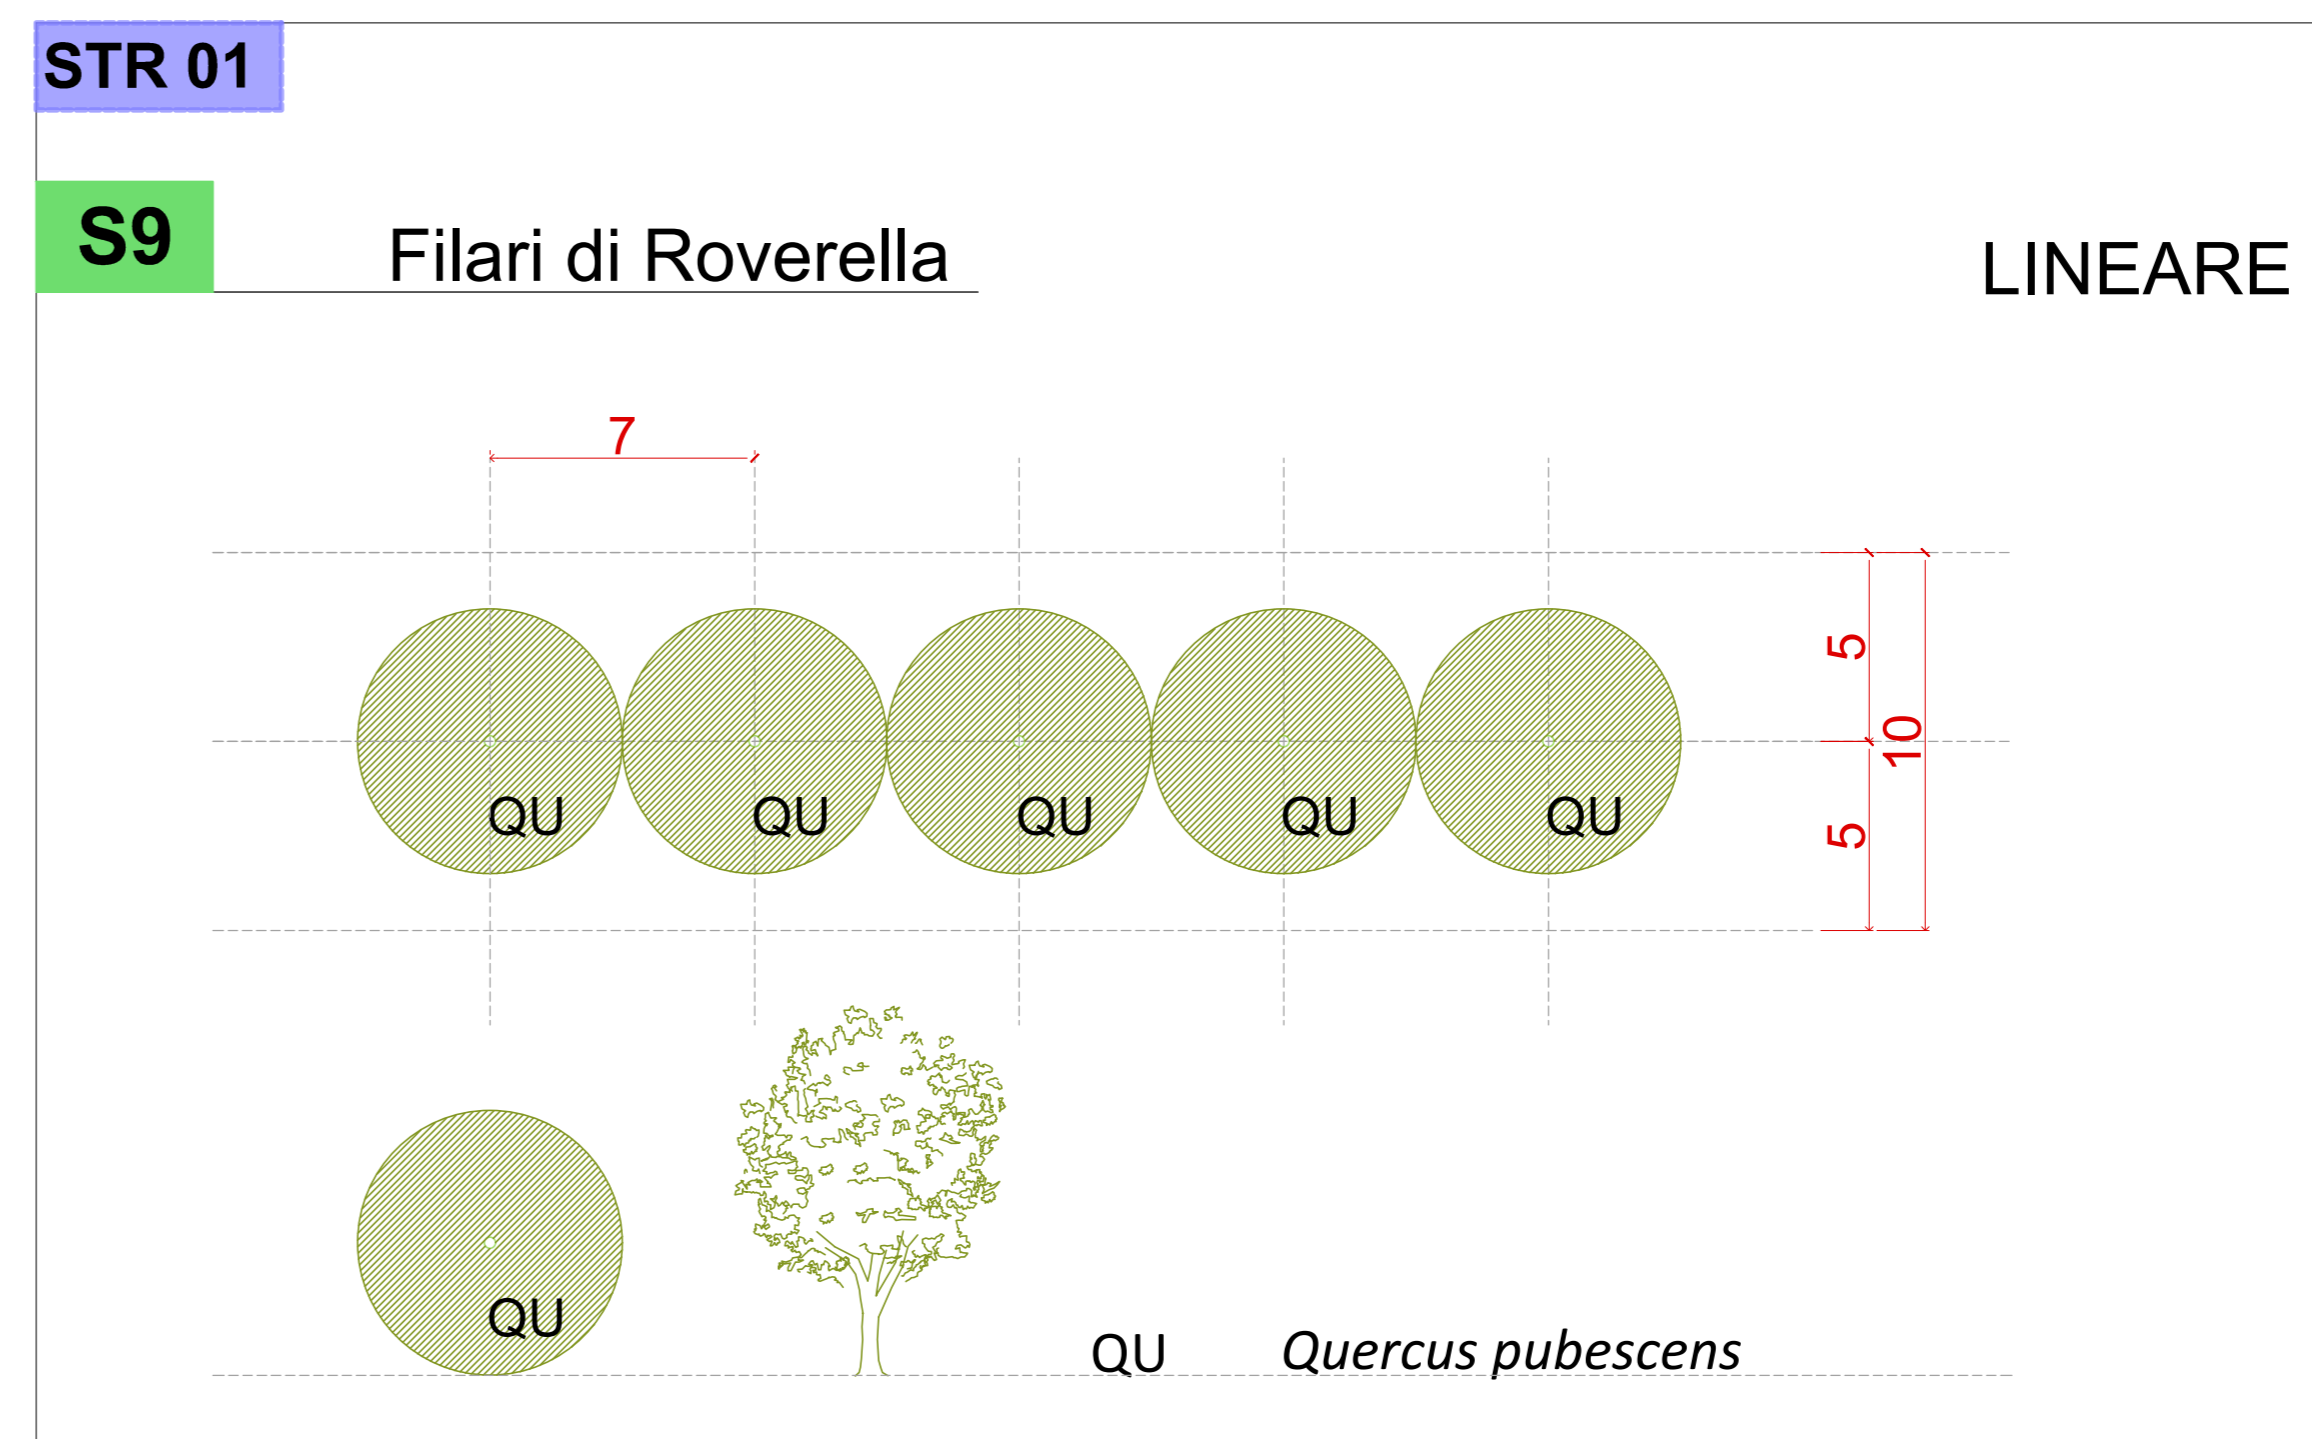 STR 01
S9
Filari di Roverella
LINEARE
7
5
10
5
QU QU QU QU QU
QU
QU Quercus pubescens